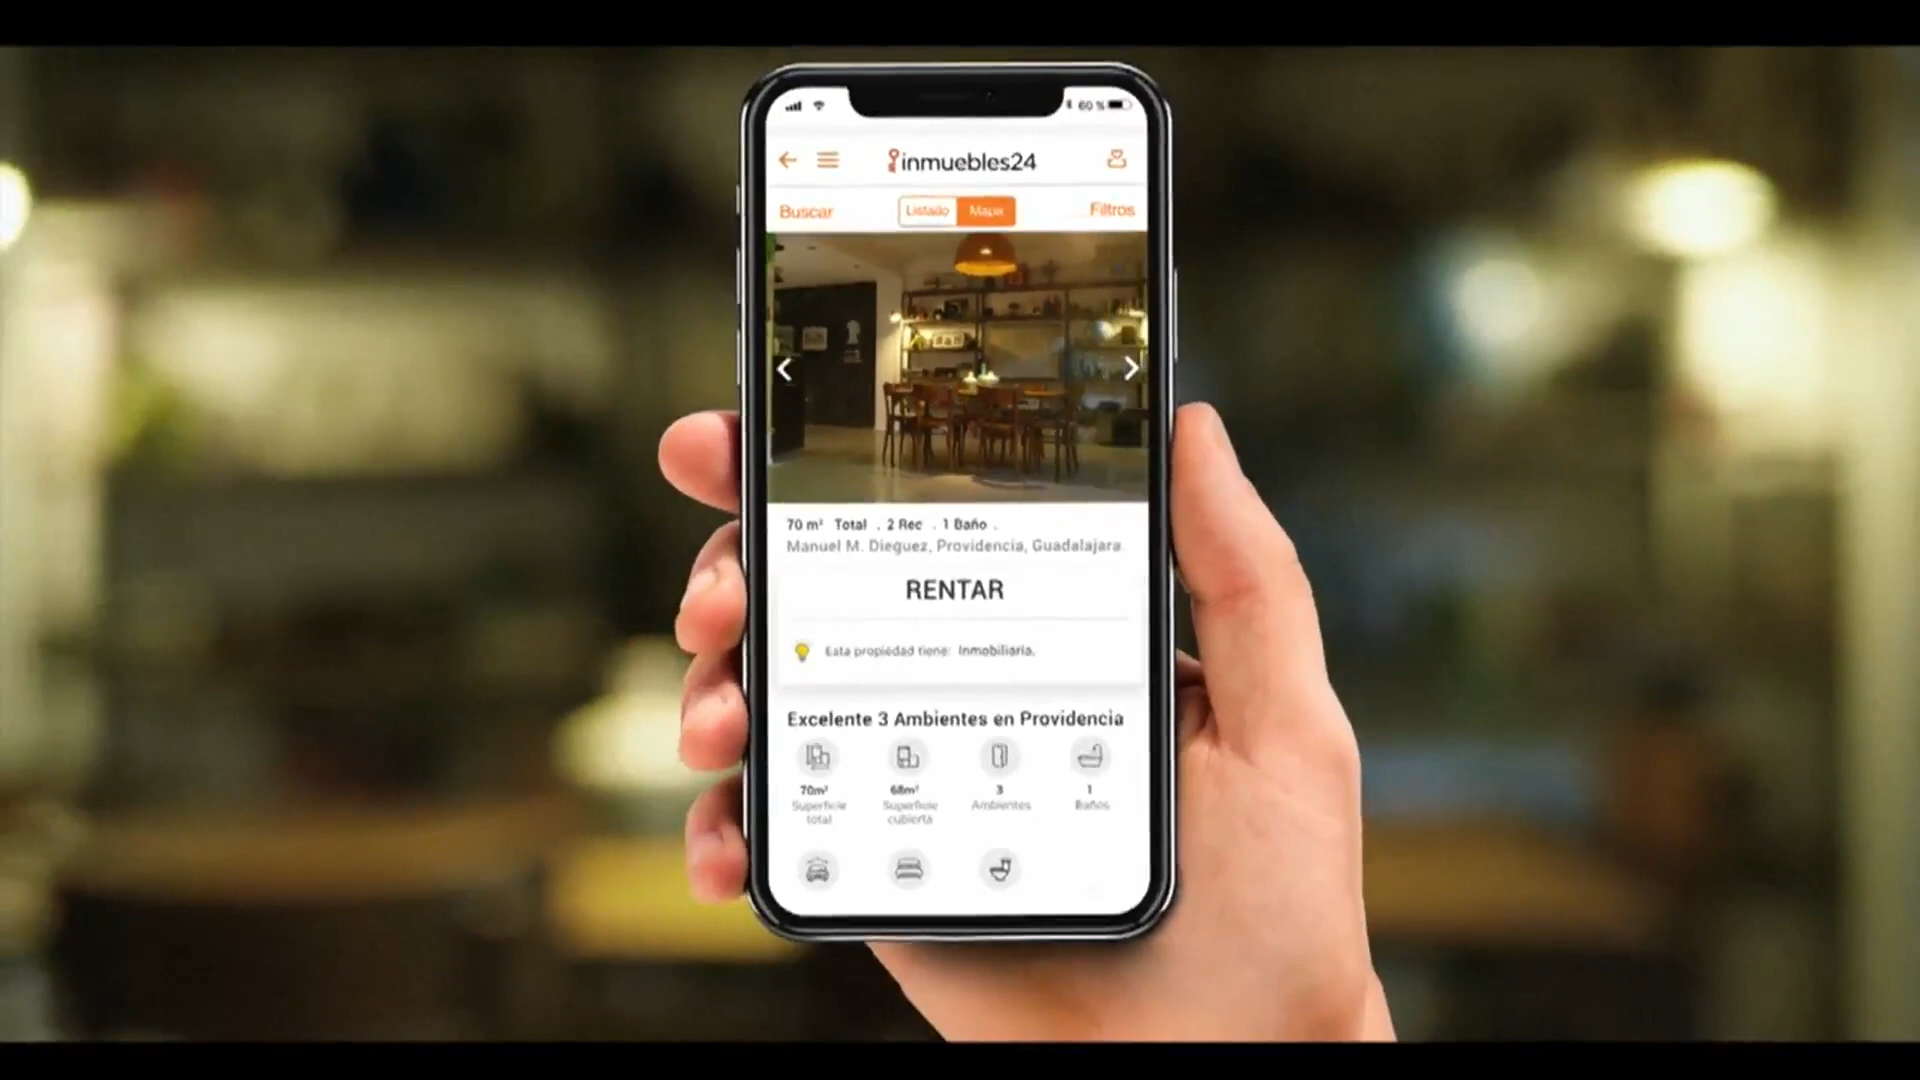 60 %
inmuebles24
Buscar
Listado
Mapa
Filtros
70 m² Total . 2 Rec . 1 Baño .
Manuel M. Dieguez, Providencia, Guadalajara.
RENTAR
Esta propiedad tiene: Inmobiliaria.
Excelente 3 Ambientes en Providencia
70m² 68m² 3 1
Superficie Superficie Ambientes Baños
total cubierta